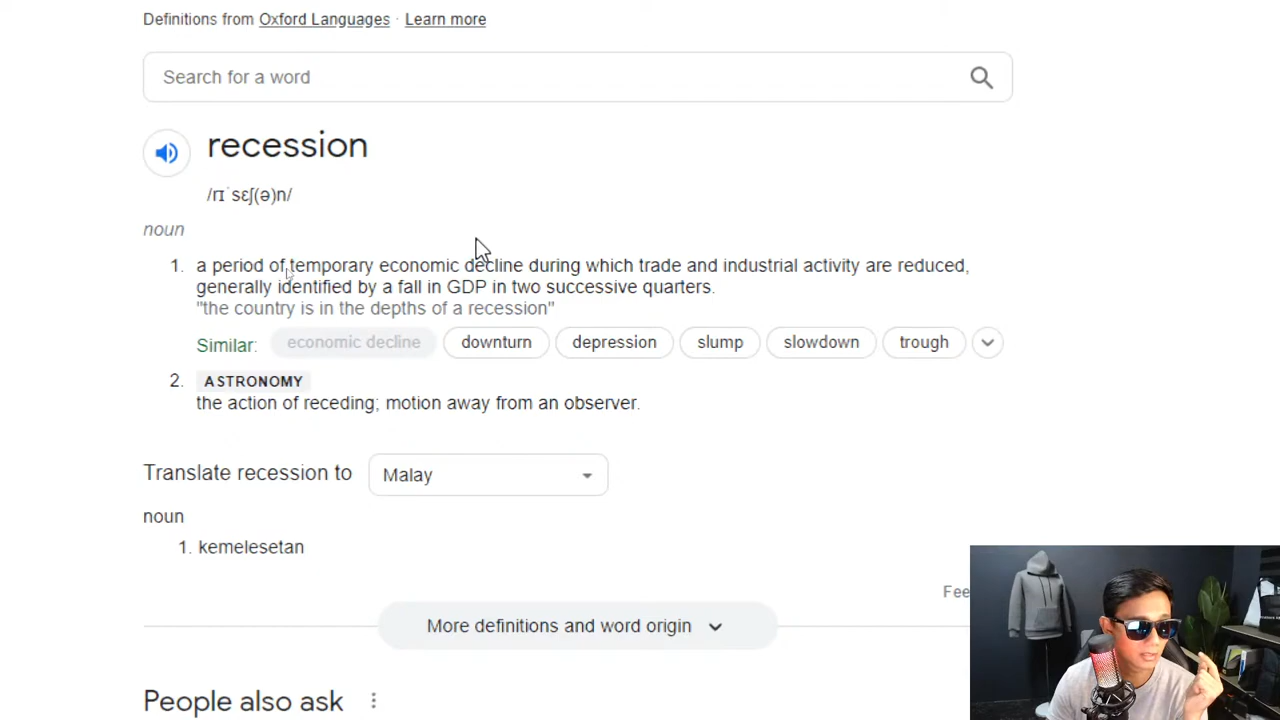 Definitions from Oxford Languages · Learn more
Search for a word
recession
/rɪˈsɛʃ(ə)n/
noun
1. a period of temporary economic decline during which trade and industrial activity are reduced,
generally identified by a fall in GDP in two successive quarters.
"the country is in the depths of a recession"
Similar: economic decline downturn depression slump slowdown trough
2. ASTRONOMY
the action of receding; motion away from an observer.
Translate recession to Malay
noun
1. kemelesetan
Fee
More definitions and word origin
People also ask